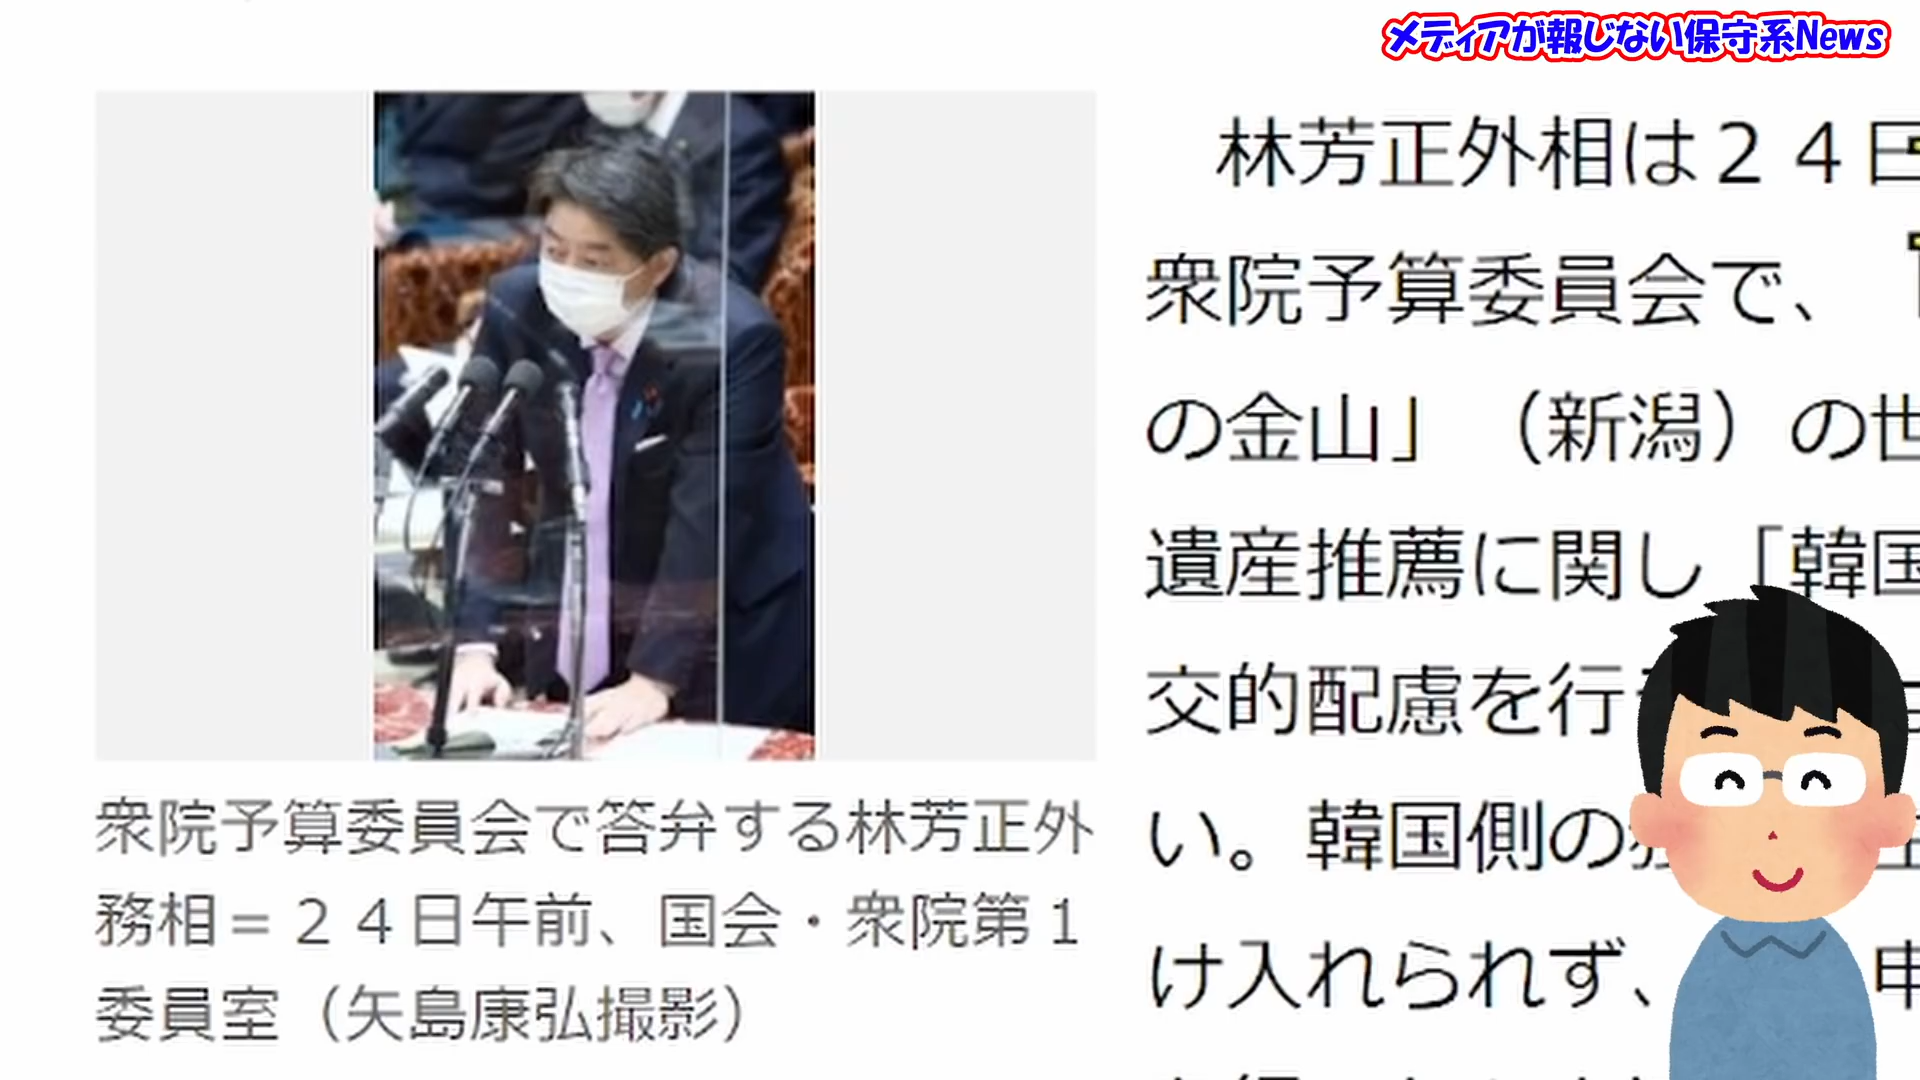 メディアが報じない保守系News
林芳正外相は２４日
衆院予算委員会で、
の金山」（新潟）の世
遺産推薦に関し「韓国
交的配慮を行
い。韓国側の
け入れられず、 申
衆院予算委員会で答弁する林芳正外
務相＝２４日午前、国会・衆院第１
委員室（矢島康弘撮影）